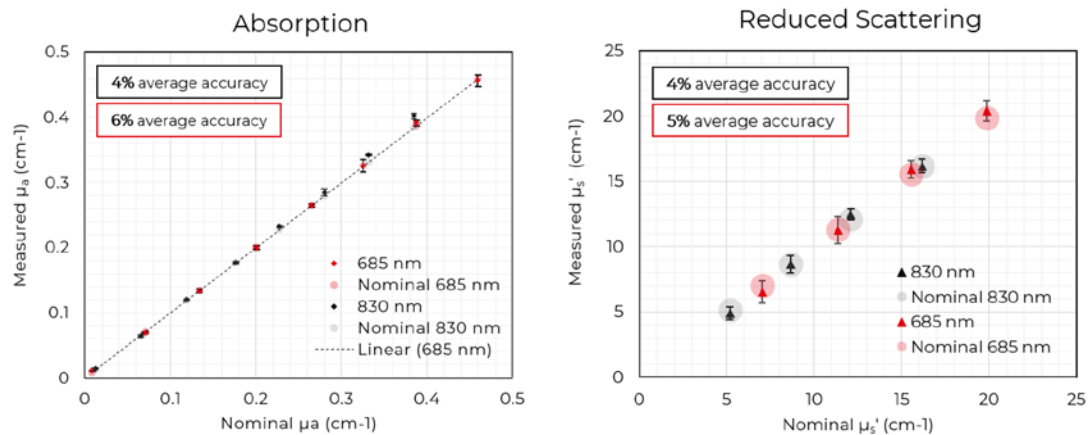 Absorption
0.5
0.4
0.3
0.2
0.1
0
Measured μa (cm-1)
4% average accuracy
6% average accuracy
685 nm
Nominal 685 nm
830 nm
Nominal 830 nm
Linear (685 nm)
0 0.1 0.2 0.3 0.4 0.5
Nominal μa (cm-1)
Reduced Scattering
25
20
15
10
5
0
Measured μs' (cm-1)
4% average accuracy
5% average accuracy
830 nm
Nominal 830 nm
685 nm
Nominal 685 nm
0 5 10 15 20 25
Nominal μs' (cm-1)